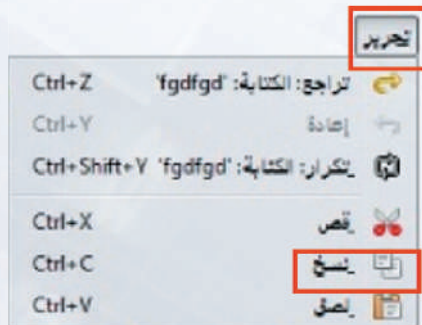 تحرير
تراجع: الكتابة: 'fgdfgd' Ctrl+Z
إعادة Ctrl+Y
تكرار: الكتابة: 'fgdfgd' Ctrl+Shift+Y
قص Ctrl+X
نسخ Ctrl+C
لصق Ctrl+V